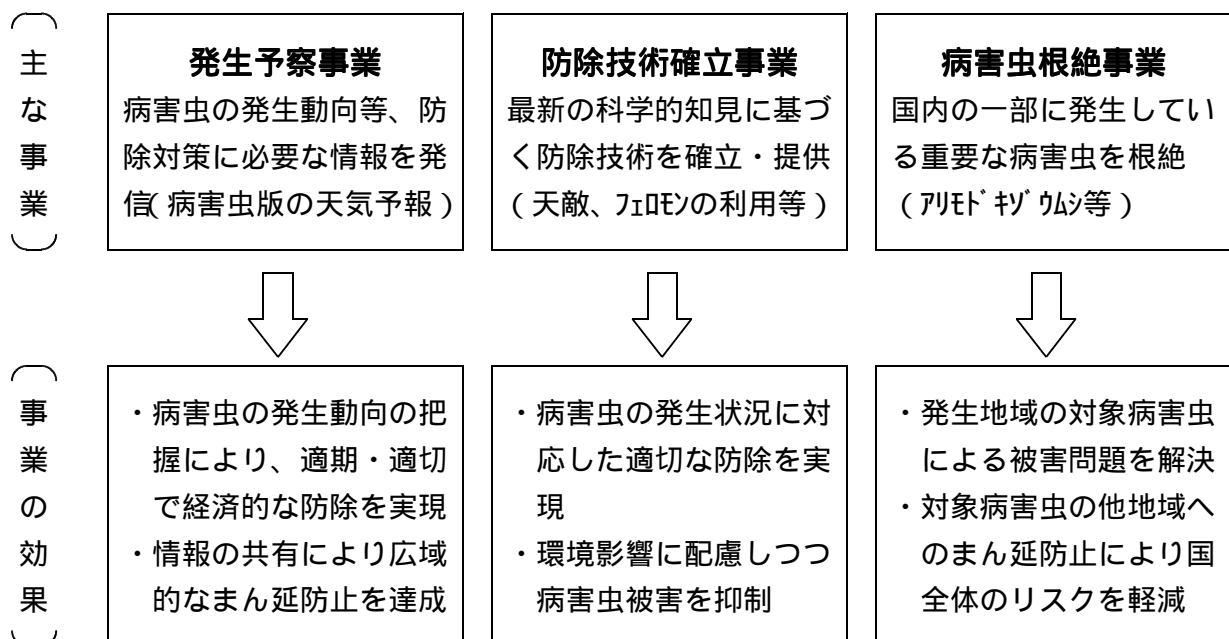 主な事業
発生予察事業
病害虫の発生動向等、防
除対策に必要な情報を発
信(病害虫版の天気予報)
防除技術確立事業
最新の科学的知見に基づ
く防除技術を確立・提供
(天敵、フェロモンの利用等)
病害虫根絶事業
国内の一部に発生してい
る重要な病害虫を根絶
(アリモドキゾウムシ等)
事業の効果
・病害虫の発生動向の把
握により、適期・適切
で経済的な防除を実現
・情報の共有により広域
的なまん延防止を達成
・病害虫の発生状況に対
応した適切な防除を実
現
・環境影響に配慮しつつ
病害虫被害を抑制
・発生地域の対象病害虫
による被害問題を解決
・対象病害虫の他地域へ
のまん延防止により国
全体のリスクを軽減